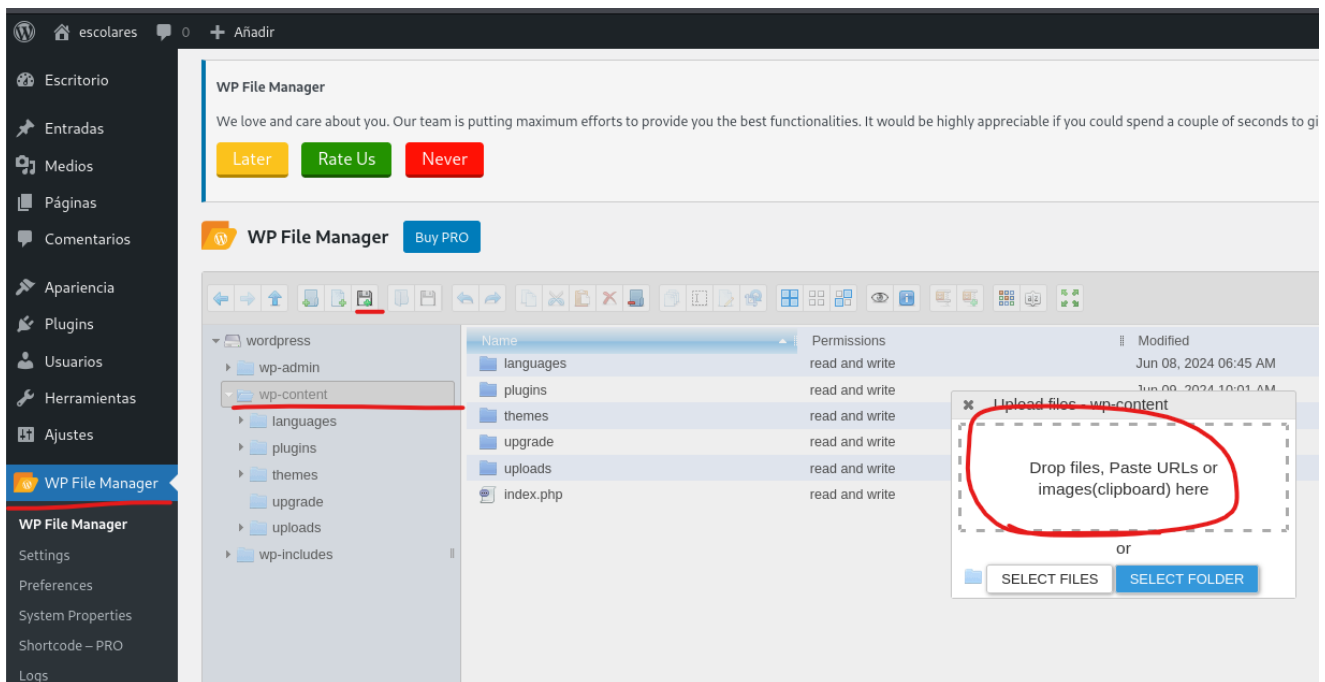 escolares 0 Añadir
Escritorio
Entradas
Medios
Páginas
Comentarios
Apariencia
Plugins
Usuarios
Herramientas
Ajustes
WP File Manager
WP File Manager
Settings
Preferences
System Properties
Shortcode – PRO
Logs
WP File Manager
We love and care about you. Our team is putting maximum efforts to provide you the best functionalities. It would be highly appreciable if you could spend a couple of seconds to gi
Later Rate Us Never
WP File Manager Buy PRO
wordpress
wp-admin
wp-content
languages
plugins
themes
upgrade
uploads
wp-includes
Name Permissions Modified
languages read and write Jun 08, 2024 06:45 AM
plugins read and write Jun 09, 2024 10:01 AM
themes read and write
upgrade read and write
uploads read and write
index.php read and write
Upload files - wp-content
Drop files, Paste URLs or
images(clipboard) here
or
SELECT FILES SELECT FOLDER